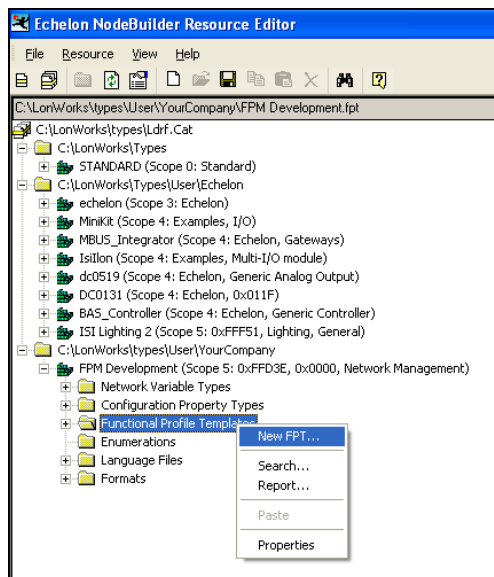 Echelon NodeBuilder Resource Editor
File Resource View Help
C:\LonWorks\types\User\YourCompany\FPM Development.fpt
C:\LonWorks\types\Ldrf.Cat
C:\LonWorks\Types
STANDARD (Scope 0: Standard)
C:\LonWorks\Types\User\Echelon
echelon (Scope 3: Echelon)
MiniKit (Scope 4: Examples, I/O)
MBUS_Integrator (Scope 4: Echelon, Gateways)
IsiIlon (Scope 4: Examples, Multi-I/O module)
dc0519 (Scope 4: Echelon, Generic Analog Output)
DC0131 (Scope 4: Echelon, 0x011F)
BAS_Controller (Scope 4: Echelon, Generic Controller)
ISI Lighting 2 (Scope 5: 0xFFF51, Lighting, General)
C:\LonWorks\types\User\YourCompany
FPM Development (Scope 5: 0xFFD3E, 0x0000, Network Management)
Network Variable Types
Configuration Property Types
Functional Profile Templates
New FPT...
Enumerations
Search...
Language Files
Report...
Formats
Paste
Properties